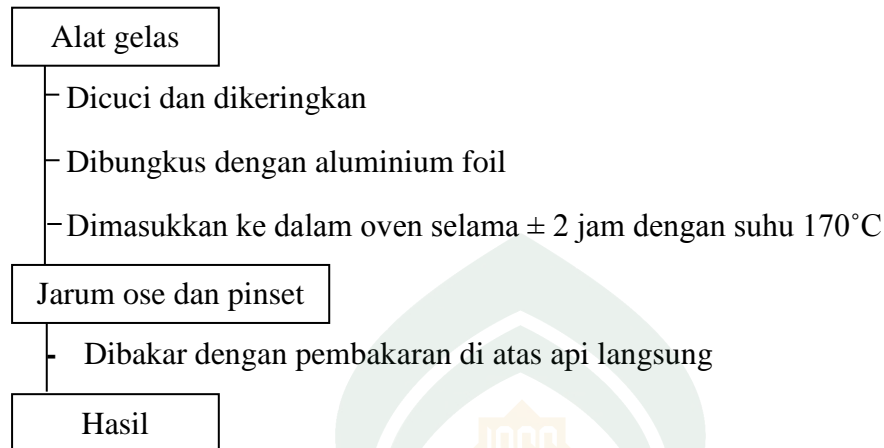 Alat gelas
- Dicuci dan dikeringkan
- Dibungkus dengan aluminium foil
- Dimasukkan ke dalam oven selama ± 2 jam dengan suhu 170˚C
Jarum ose dan pinset
- Dibakar dengan pembakaran di atas api langsung
Hasil